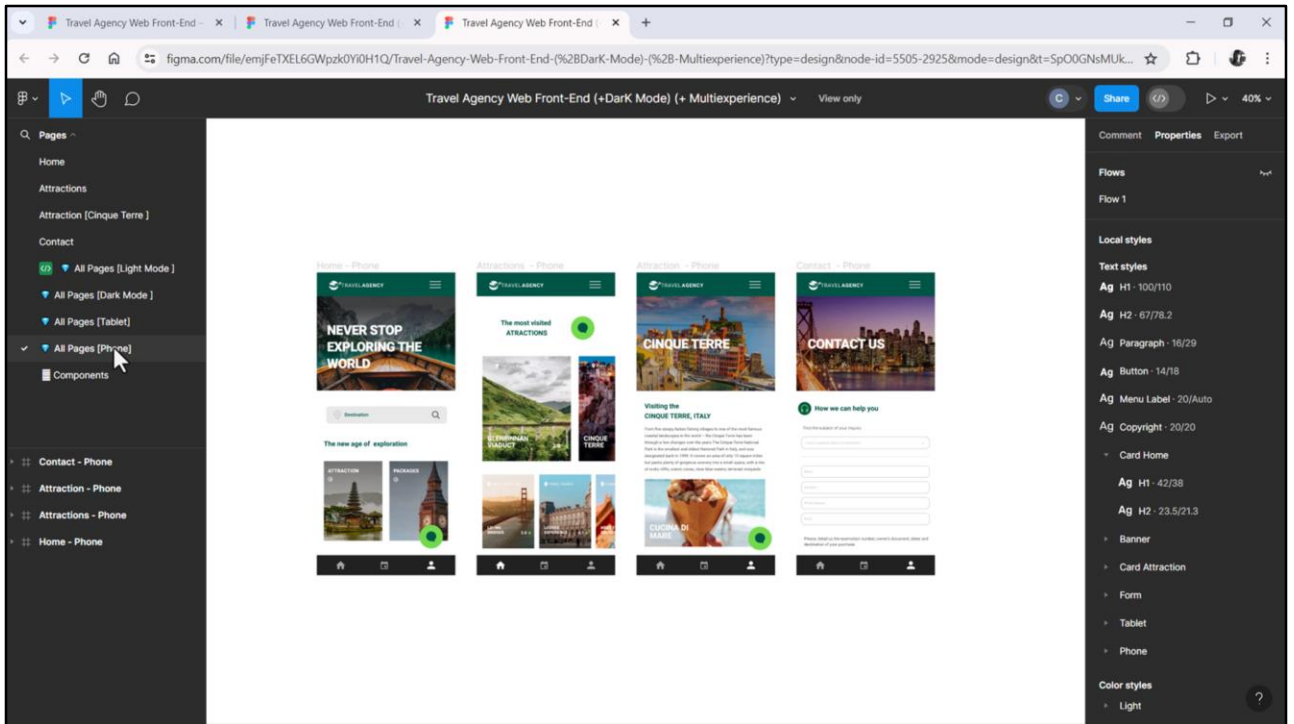 Travel Agency Web Front-End –
Travel Agency Web Front-End (
Travel Agency Web Front-End (
figma.com/file/emjFeTXEL6GWpzk0Yi0H1Q/Travel-Agency-Web-Front-End-(%2BDarK-Mode)-(%2B-Multiexperience)?type=design&node-id=5505-2925&mode=design&t=SpO0GNsMUk...
Travel Agency Web Front-End (+DarK Mode) (+ Multiexperience)
View only
C
Share
40%
Pages
Home
Attractions
Attraction [Cinque Terre ]
Contact
All Pages [Light Mode ]
All Pages [Dark Mode ]
All Pages [Tablet]
All Pages [Phone]
Components
Contact - Phone
Attraction - Phone
Attractions - Phone
Home - Phone
Home - Phone
TRAVELAGENCY
NEVER STOP
EXPLORING THE
WORLD
Destination
The new age of exploration
ATTRACTION
PACKAGES
Attractions - Phone
TRAVELAGENCY
The most visited
ATTRACTIONS
GLENFINNAN
VIADUCT
CINQUE
TERRE
Attraction - Phone
TRAVELAGENCY
CINQUE TERRE
Visiting the
CINQUE TERRE, ITALY
CUCINA DI
MARE
Contact - Phone
TRAVELAGENCY
CONTACT US
How we can help you
Comment
Properties
Export
Flows
Flow 1
Local styles
Text styles
Ag H1 · 100/110
Ag H2 · 67/78.2
Ag Paragraph · 16/29
Ag Button · 14/18
Ag Menu Label · 20/Auto
Ag Copyright · 20/20
Card Home
Ag H1 · 42/38
Ag H2 · 23.5/21.3
Banner
Card Attraction
Form
Tablet
Phone
Color styles
Light
?